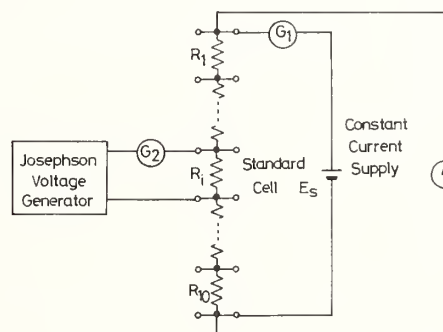 G1
R1
Constant
Current
Supply
G2
Josephson
Voltage
Generator
Ri
Standard
Cell Es
R10